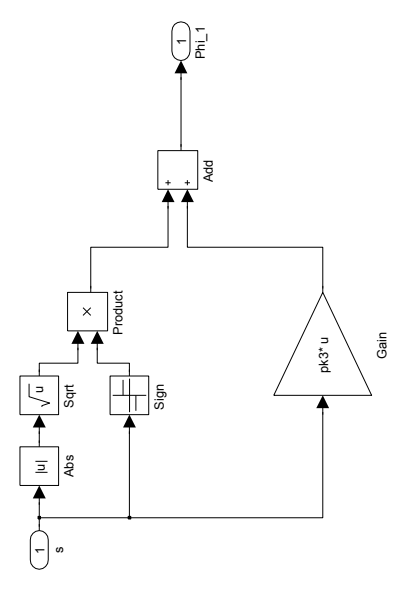 1
s
|u|
Abs
√u
Sqrt
Sign
×
Product
pk3* u
Gain
+
+
Add
1
Phi_1